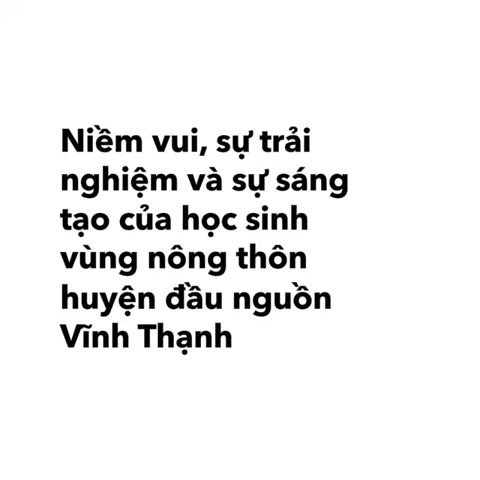 Niềm vui, sự trải
nghiệm và sự sáng
tạo của học sinh
vùng nông thôn
huyện đầu nguồn
Vĩnh Thạnh